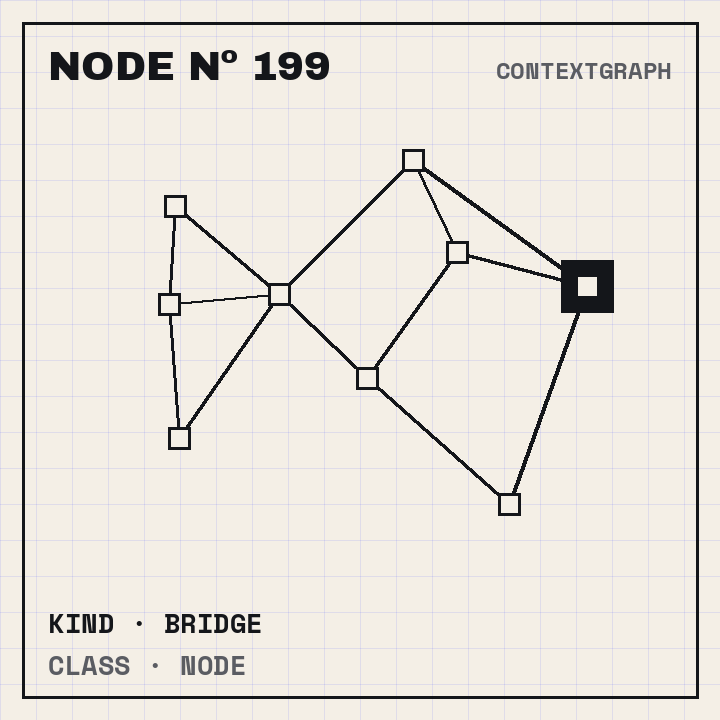 NODE Nº 199
CONTEXTGRAPH
KIND · BRIDGE
CLASS · NODE